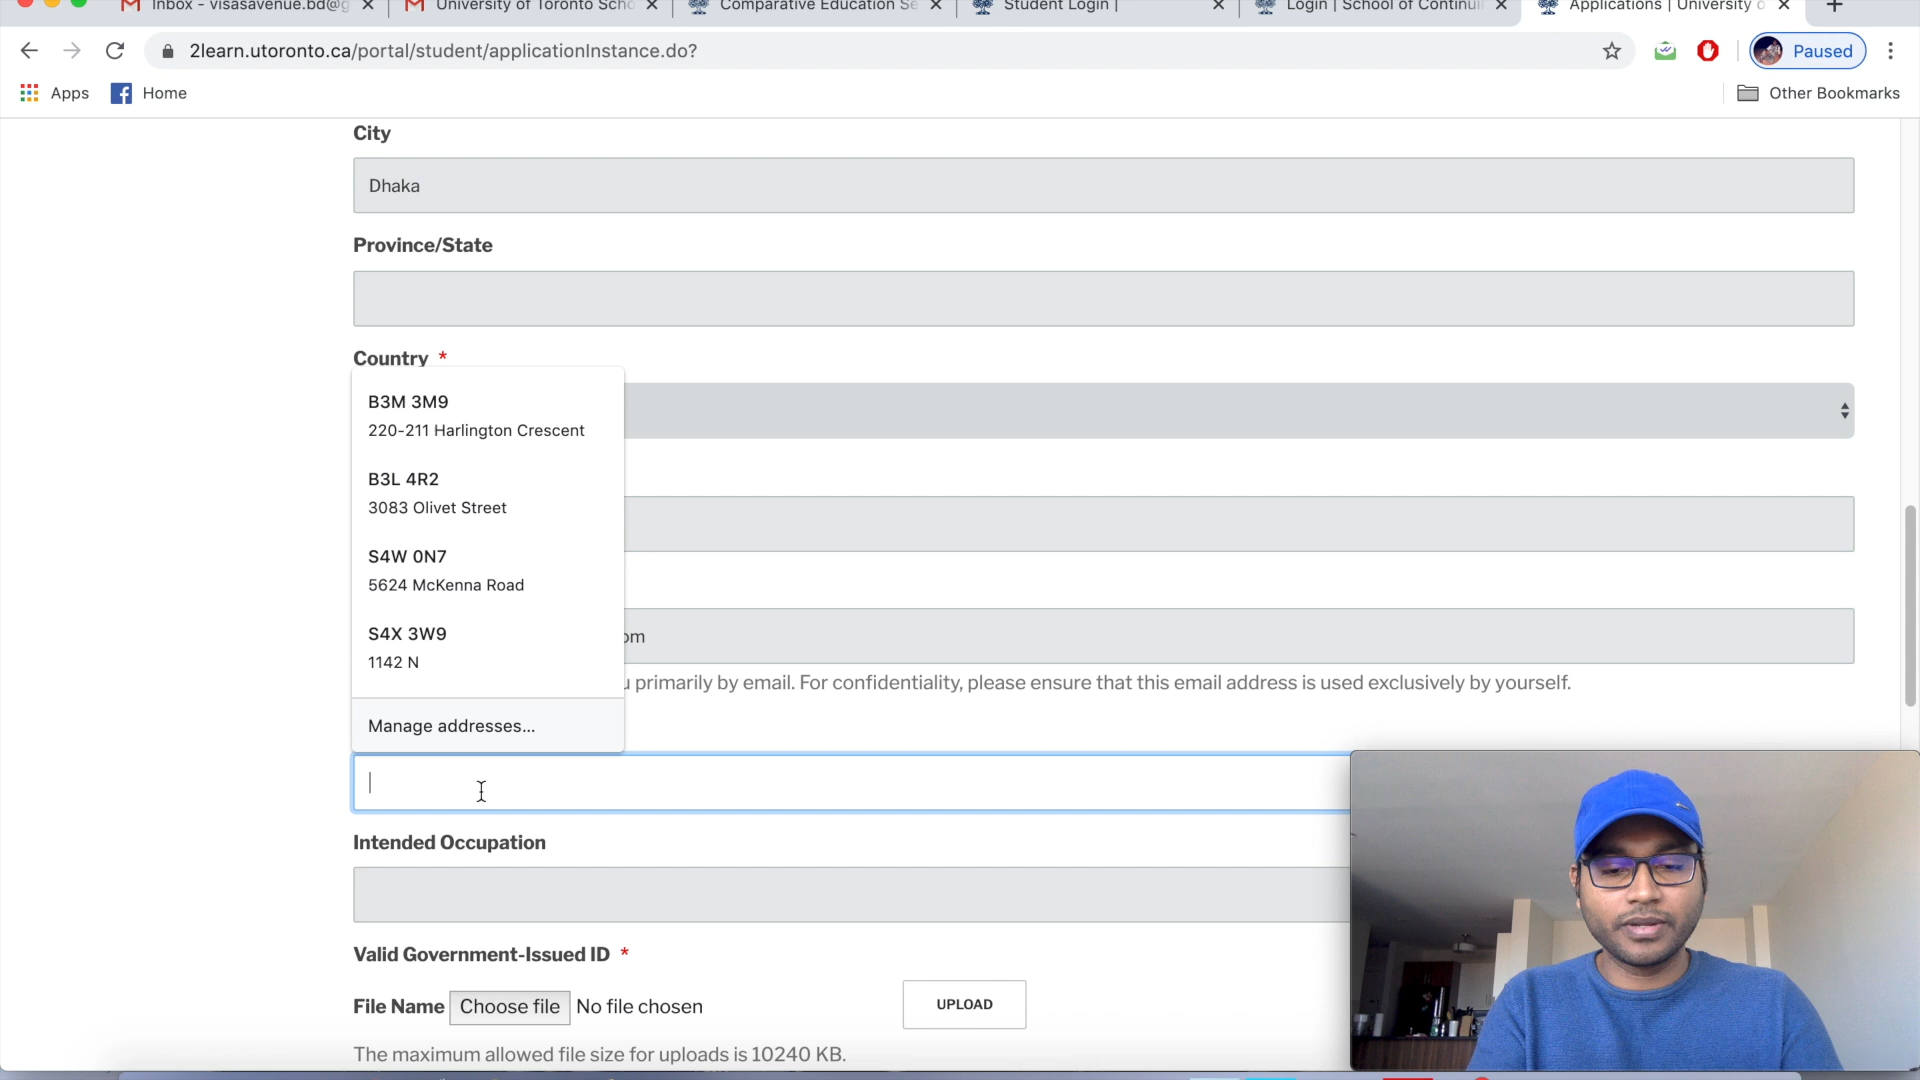 Inbox - visasavenue.bd@g
University of Toronto Scho
Comparative Education Se
Student Login |
Login | School of Continui
Applications | University o
2learn.utoronto.ca/portal/student/applicationInstance.do?
Paused
Apps
Home
Other Bookmarks
City
Dhaka
Province/State
Country *
B3M 3M9
220-211 Harlington Crescent
B3L 4R2
3083 Olivet Street
S4W 0N7
5624 McKenna Road
om
S4X 3W9
1142 N
primarily by email. For confidentiality, please ensure that this email address is used exclusively by yourself.
Manage addresses...
Intended Occupation
Valid Government-Issued ID *
File Name Choose file No file chosen
UPLOAD
The maximum allowed file size for uploads is 10240 KB.